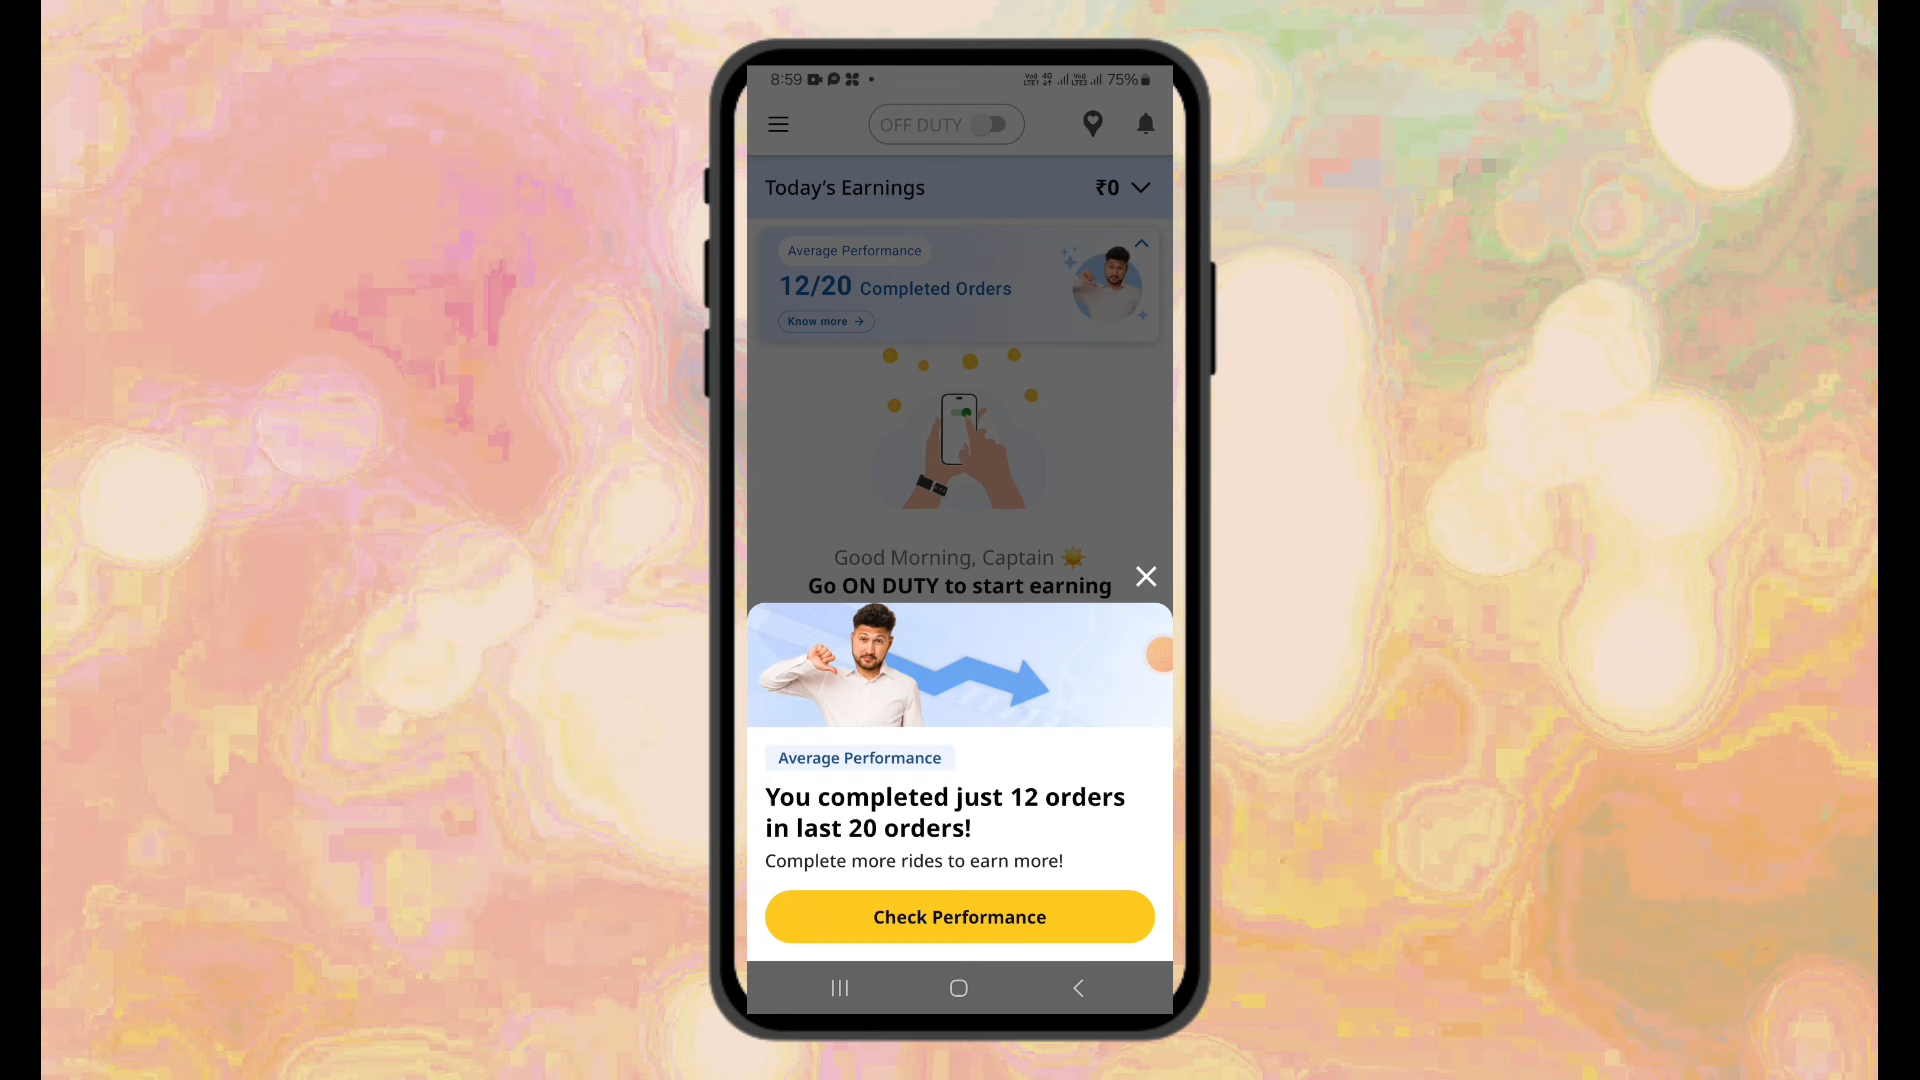 8:59 75%
OFF DUTY
Today's Earnings ₹0
Average Performance
12/20 Completed Orders
Know more →
Good Morning, Captain ☀️
Go ON DUTY to start earning
Average Performance
You completed just 12 orders
in last 20 orders!
Complete more rides to earn more!
Check Performance